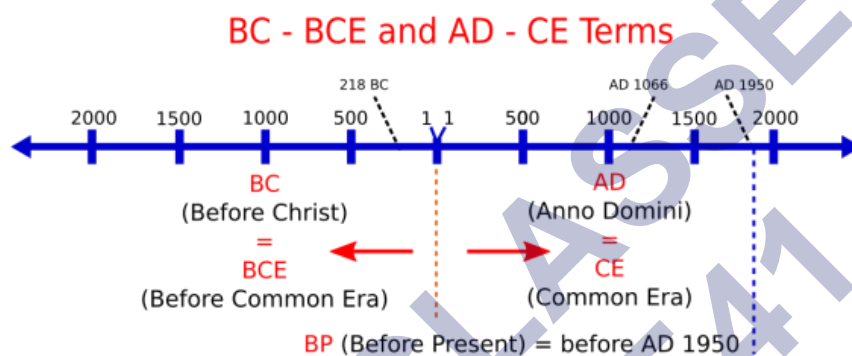 BC - BCE and AD - CE Terms
218 BC AD 1066 AD 1950
2000 1500 1000 500 1 1 500 1000 1500 2000
BC AD
(Before Christ) (Anno Domini)
= =
BCE CE
(Before Common Era) (Common Era)
BP (Before Present) = before AD 1950